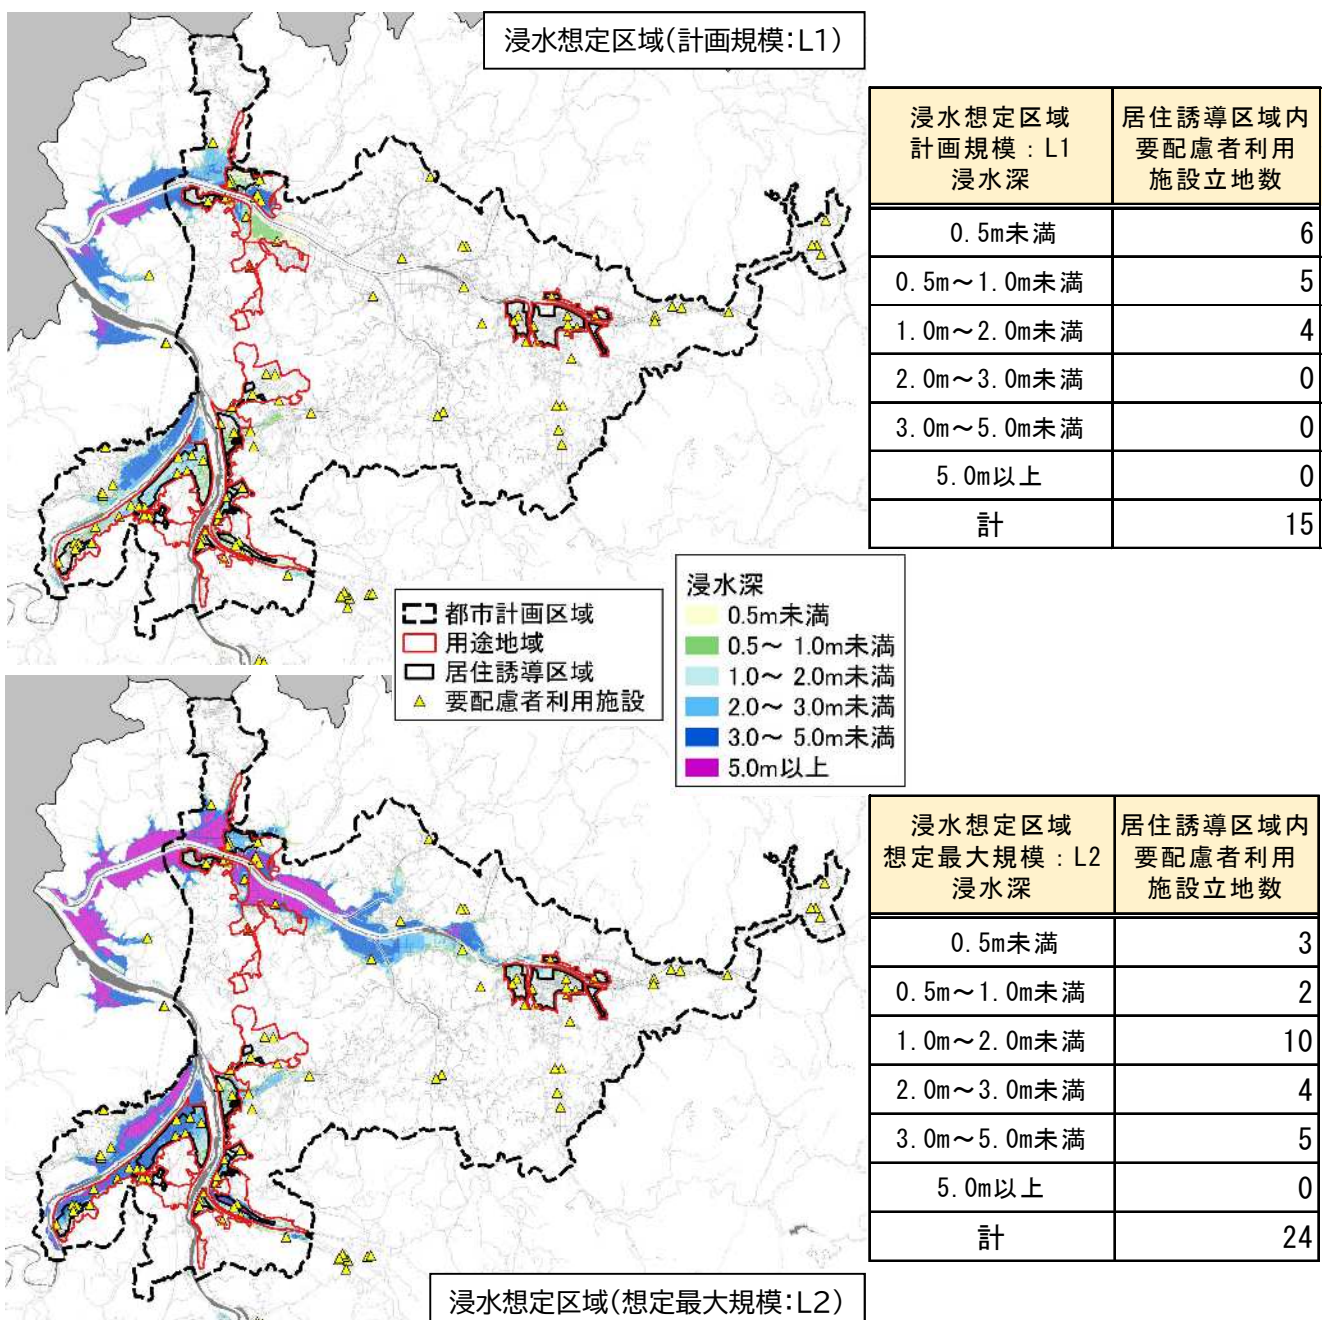 浸水想定区域(計画規模:L1)
浸水想定区域
計画規模：L1
浸水深
居住誘導区域内
要配慮者利用
施設立地数
0.5m未満 6
0.5m～1.0m未満 5
1.0m～2.0m未満 4
2.0m～3.0m未満 0
3.0m～5.0m未満 0
5.0m以上 0
計 15
都市計画区域
用途地域
居住誘導区域
要配慮者利用施設
浸水深
0.5m未満
0.5～ 1.0m未満
1.0～ 2.0m未満
2.0～ 3.0m未満
3.0～ 5.0m未満
5.0m以上
浸水想定区域
想定最大規模：L2
浸水深
居住誘導区域内
要配慮者利用
施設立地数
0.5m未満 3
0.5m～1.0m未満 2
1.0m～2.0m未満 10
2.0m～3.0m未満 4
3.0m～5.0m未満 5
5.0m以上 0
計 24
浸水想定区域(想定最大規模:L2)